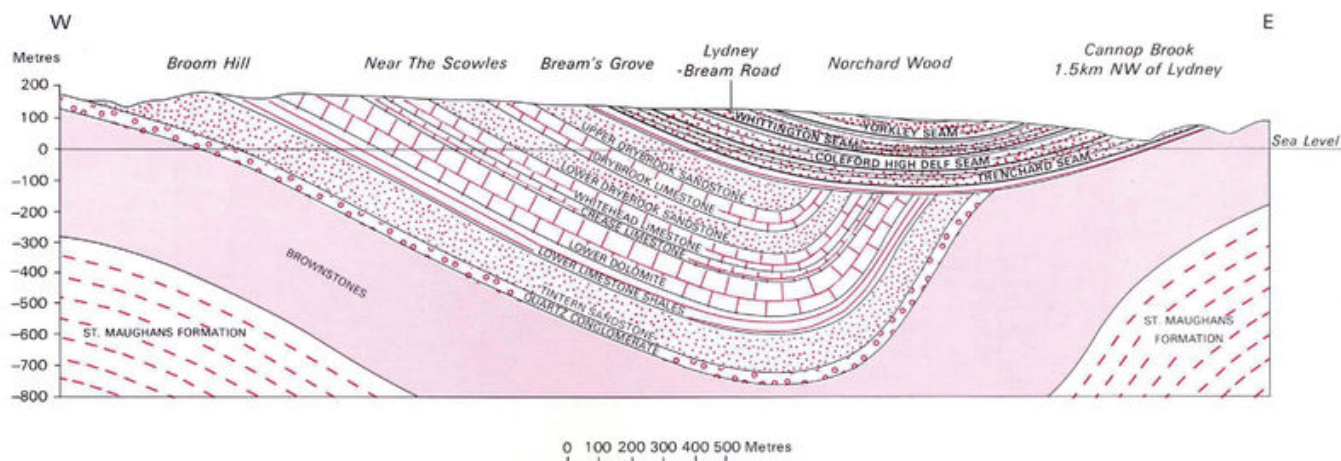 W
E
Metres
Broom Hill
Near The Scowles
Bream's Grove
Lydney
-Bream Road
Norchard Wood
Cannop Brook
1.5km NW of Lydney
200
100
0
-100
-200
-300
-400
-500
-600
-700
-800
Sea Level
YORKLEY SEAM
WHITTINGTON SEAM
COLEFORD HIGH DELF SEAM
TRENCHARD SEAM
UPPER DRYBROOK SANDSTONE
DRYBROOK LIMESTONE
LOWER DRYBROOK SANDSTONE
WHITEHEAD LIMESTONE
CREASE LIMESTONE
LOWER DOLOMITE
LOWER LIMESTONE SHALES
TINTERN SANDSTONE
QUARTZ CONGLOMERATE
BROWNSTONES
ST. MAUGHANS FORMATION
ST. MAUGHANS
FORMATION
0 100 200 300 400 500 Metres